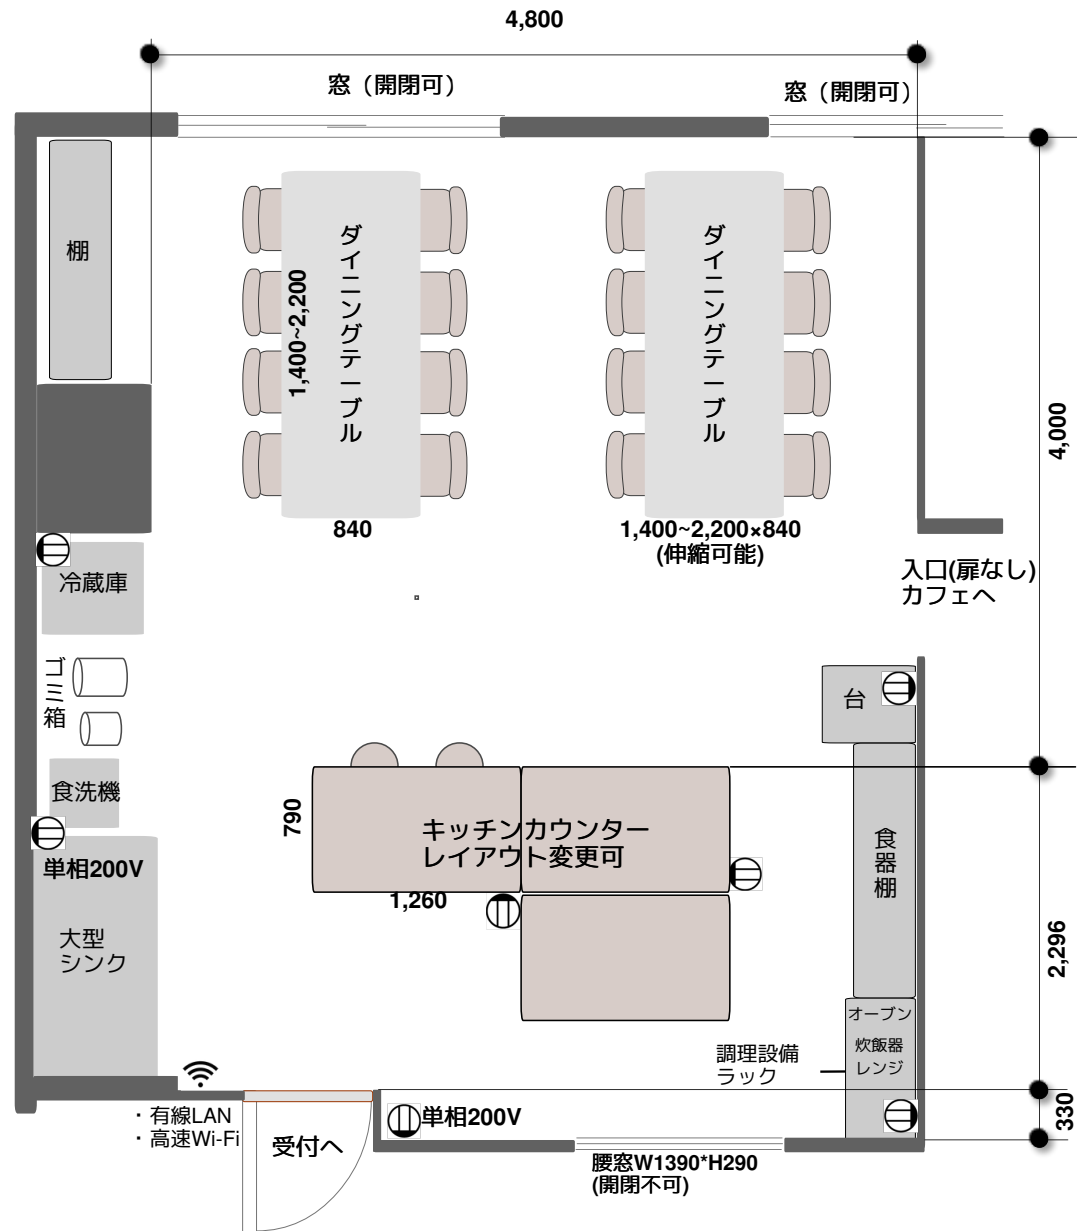 4,800
窓（開閉可）
窓（開閉可）
棚
ダイニングテーブル
1,400~2,200
840
ダイニングテーブル
1,400~2,200×840
(伸縮可能)
4,000
入口(扉なし)
カフェへ
冷蔵庫
ゴミ箱
食洗機
単相200V
大型
シンク
台
790
キッチンカウンター
レイアウト変更可
1,260
食器棚
2,296
オーブン
炊飯器
レンジ
調理設備
ラック
330
・有線LAN
・高速Wi-Fi
受付へ
単相200V
腰窓W1390*H290
(開閉不可)